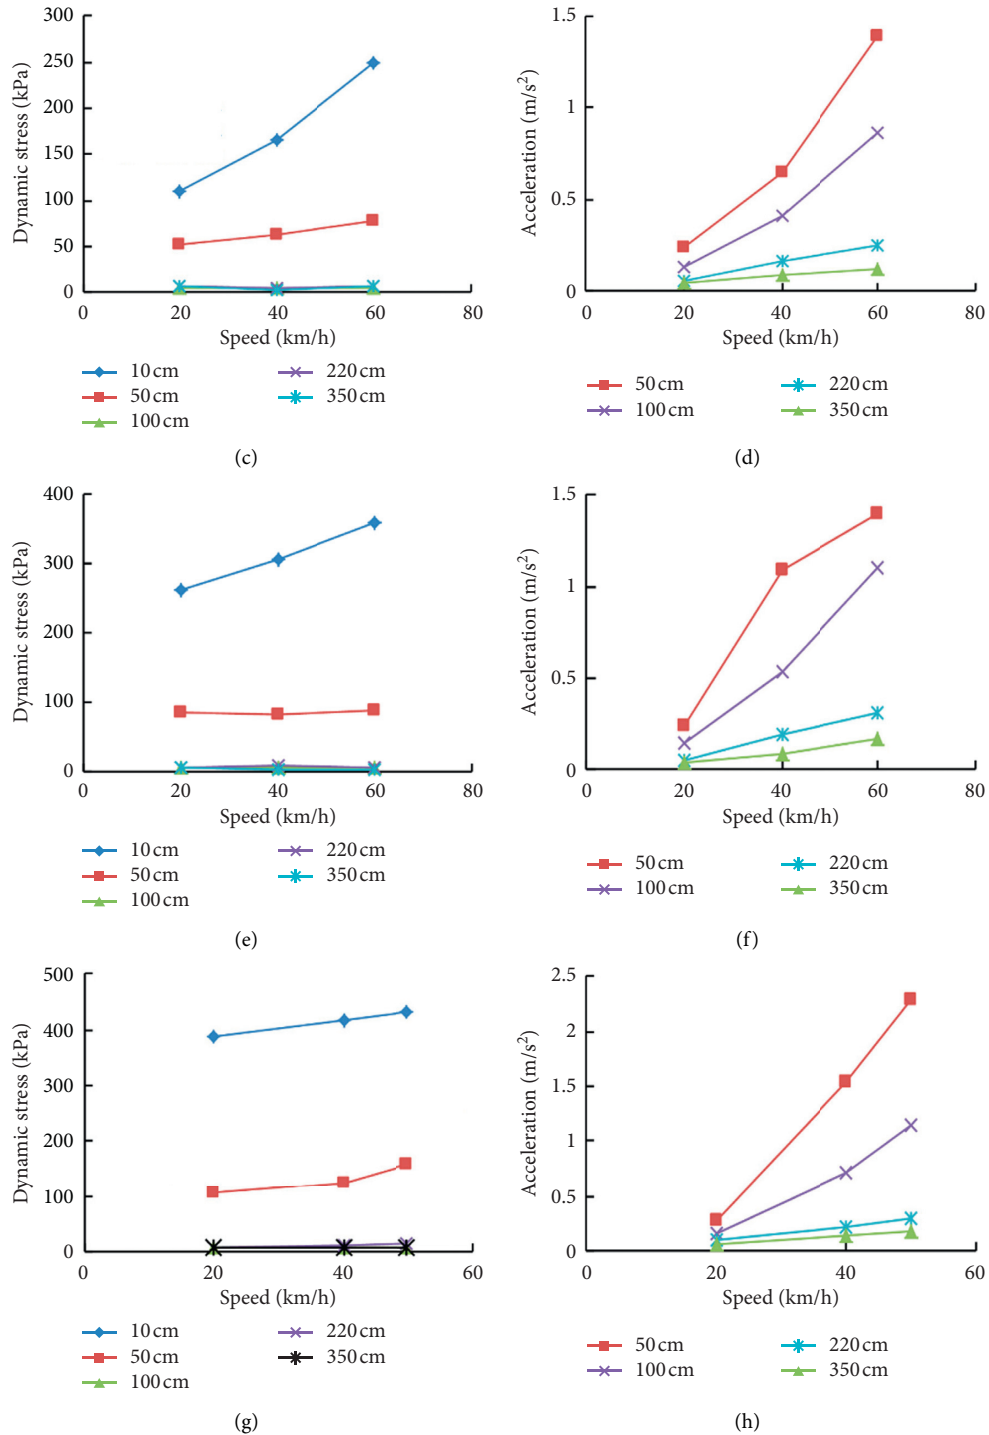 300
250
200
150
100
50
0
Dynamic stress (kPa)
0 20 40 60 80
Speed (km/h)
10 cm 220 cm
50 cm 350 cm
100 cm
(c)
1.5
1
0.5
0
Acceleration (m/s²)
0 20 40 60 80
Speed (km/h)
50 cm 220 cm
100 cm 350 cm
(d)
400
300
200
100
0
Dynamic stress (kPa)
0 20 40 60 80
Speed (km/h)
10 cm 220 cm
50 cm 350 cm
100 cm
(e)
1.5
1
0.5
0
Acceleration (m/s²)
0 20 40 60 80
Speed (km/h)
50 cm 220 cm
100 cm 350 cm
(f)
500
400
300
200
100
0
Dynamic stress (kPa)
0 20 40 60
Speed (km/h)
10 cm 220 cm
50 cm 350 cm
100 cm
(g)
2.5
2
1.5
1
0.5
0
Acceleration (m/s²)
0 20 40 60
Speed (km/h)
50 cm 220 cm
100 cm 350 cm
(h)